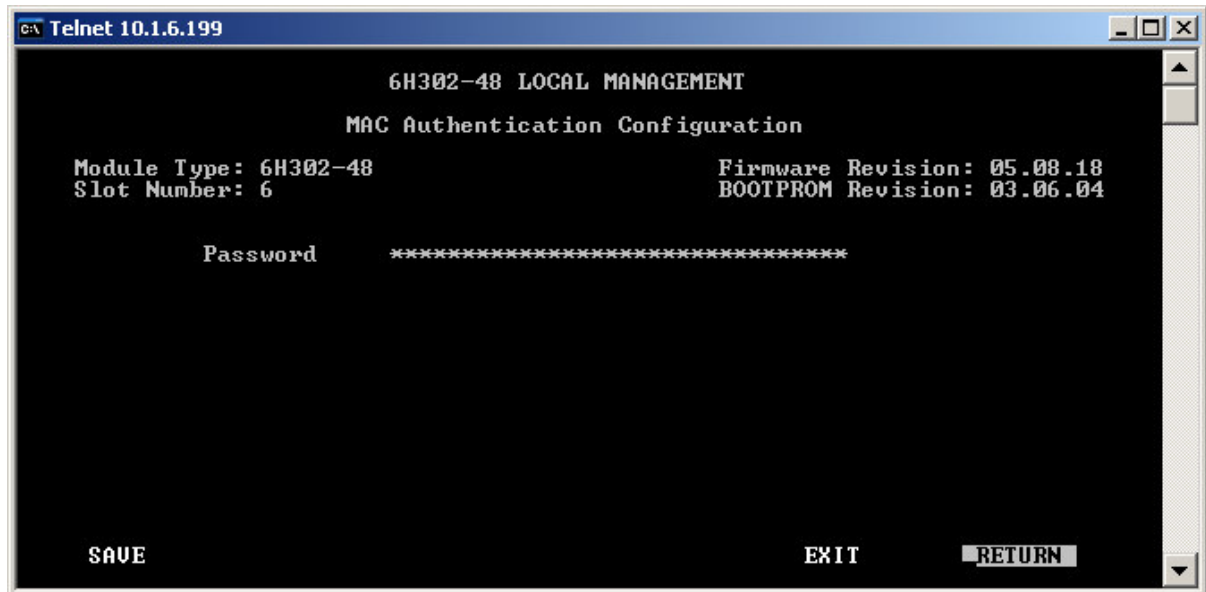 Telnet 10.1.6.199
6H302-48 LOCAL MANAGEMENT
MAC Authentication Configuration
Module Type: 6H302-48 Firmware Revision: 05.08.18
Slot Number: 6 BOOTPROM Revision: 03.06.04
Password ********************************
SAVE EXIT RETURN